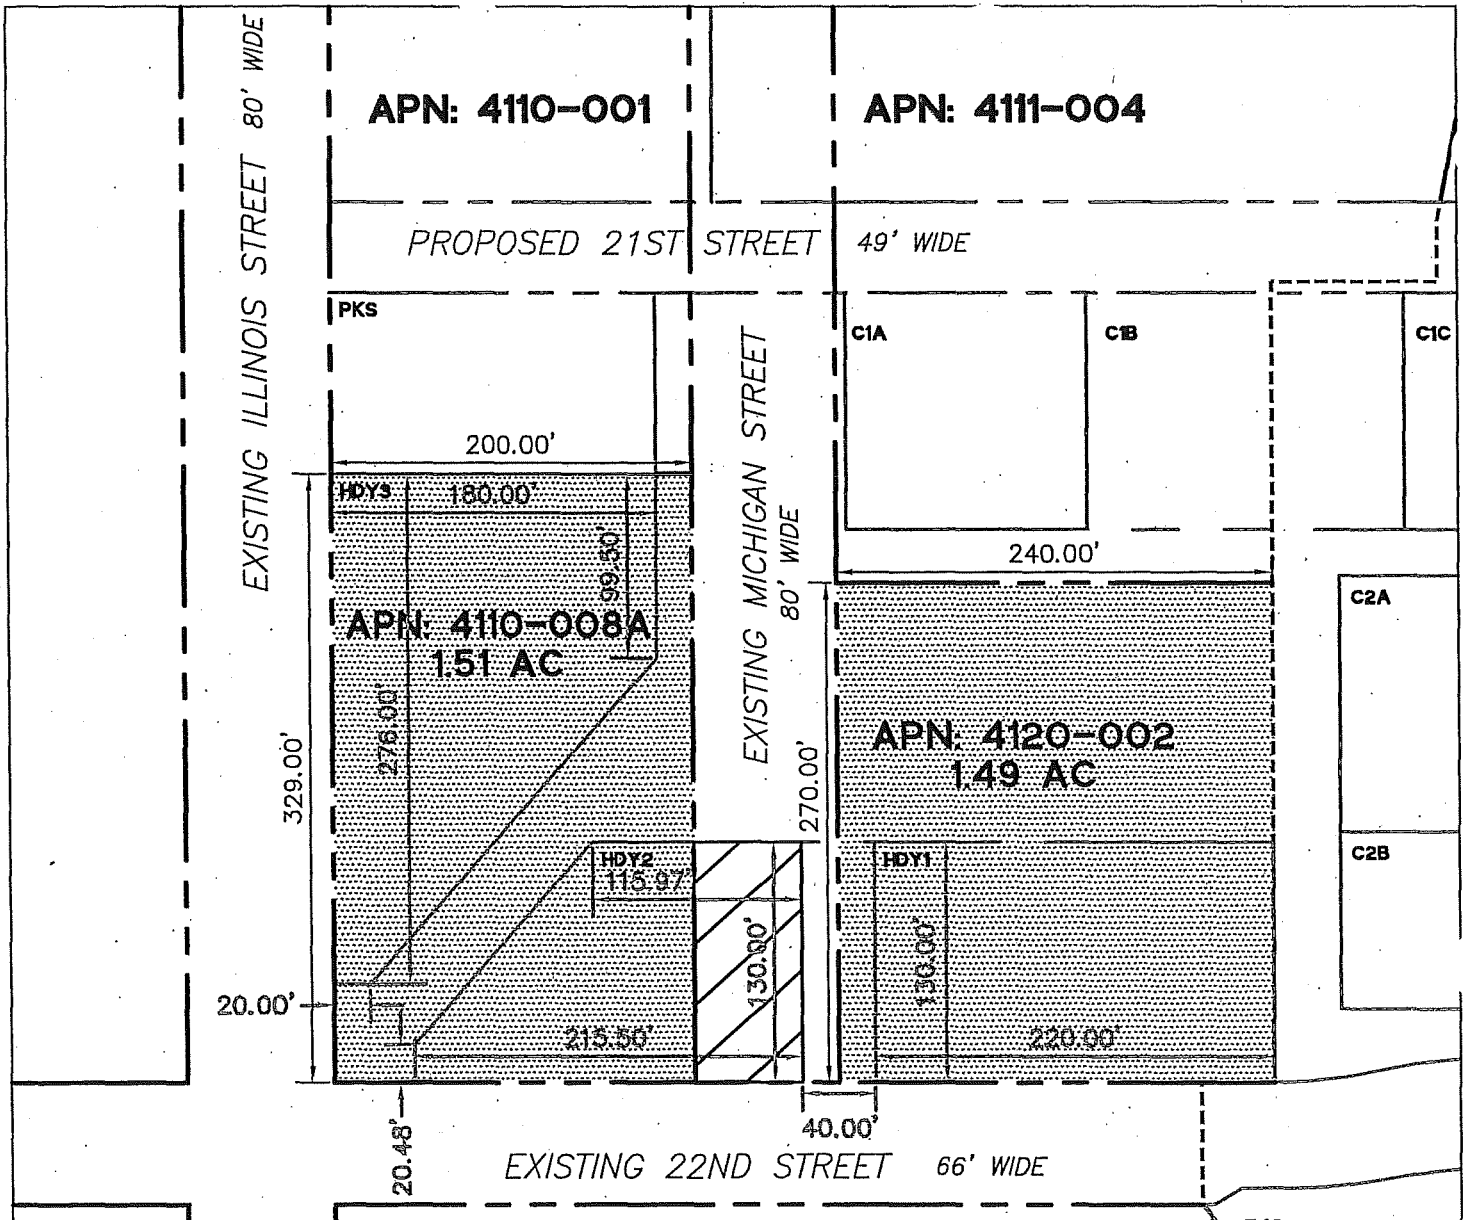 EXISTING ILLINOIS STREET 80' WIDE
APN: 4110-001
APN: 4111-004
PROPOSED 21ST STREET 49' WIDE
PKS
C1A
C1B
C1C
EXISTING MICHIGAN STREET
80' WIDE
200.00'
HDY3
180.00'
99.50'
240.00'
C2A
APN: 4110-008A
1.51 AC
276.00'
329.00'
270.00'
APN: 4120-002
1.49 AC
HDY2
115.97'
HDY1
C2B
130.00'
130.00'
20.00'
215.50'
220.00'
40.00'
20.48'
EXISTING 22ND STREET 66' WIDE